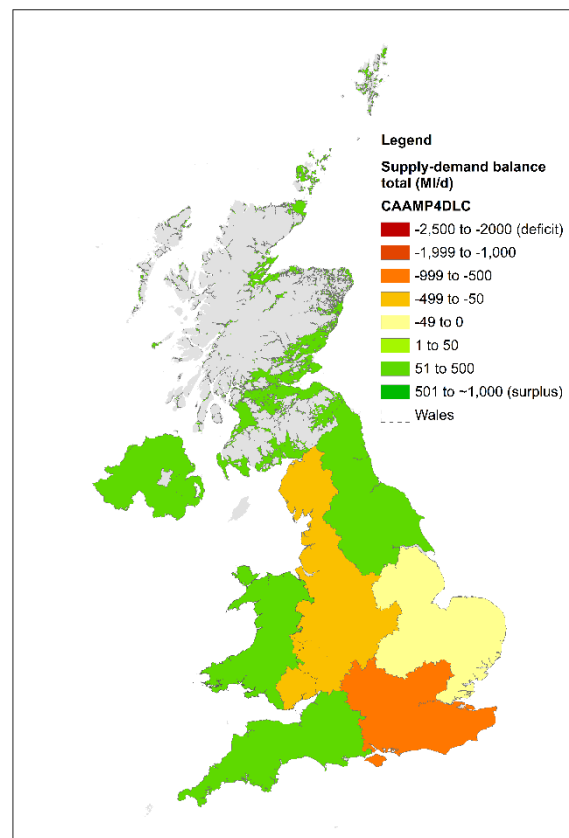 Legend
Supply-demand balance
total (Ml/d)
CAAMP4DLC
-2,500 to -2000 (deficit)
-1,999 to -1,000
-999 to -500
-499 to -50
-49 to 0
1 to 50
51 to 500
501 to ~1,000 (surplus)
Wales